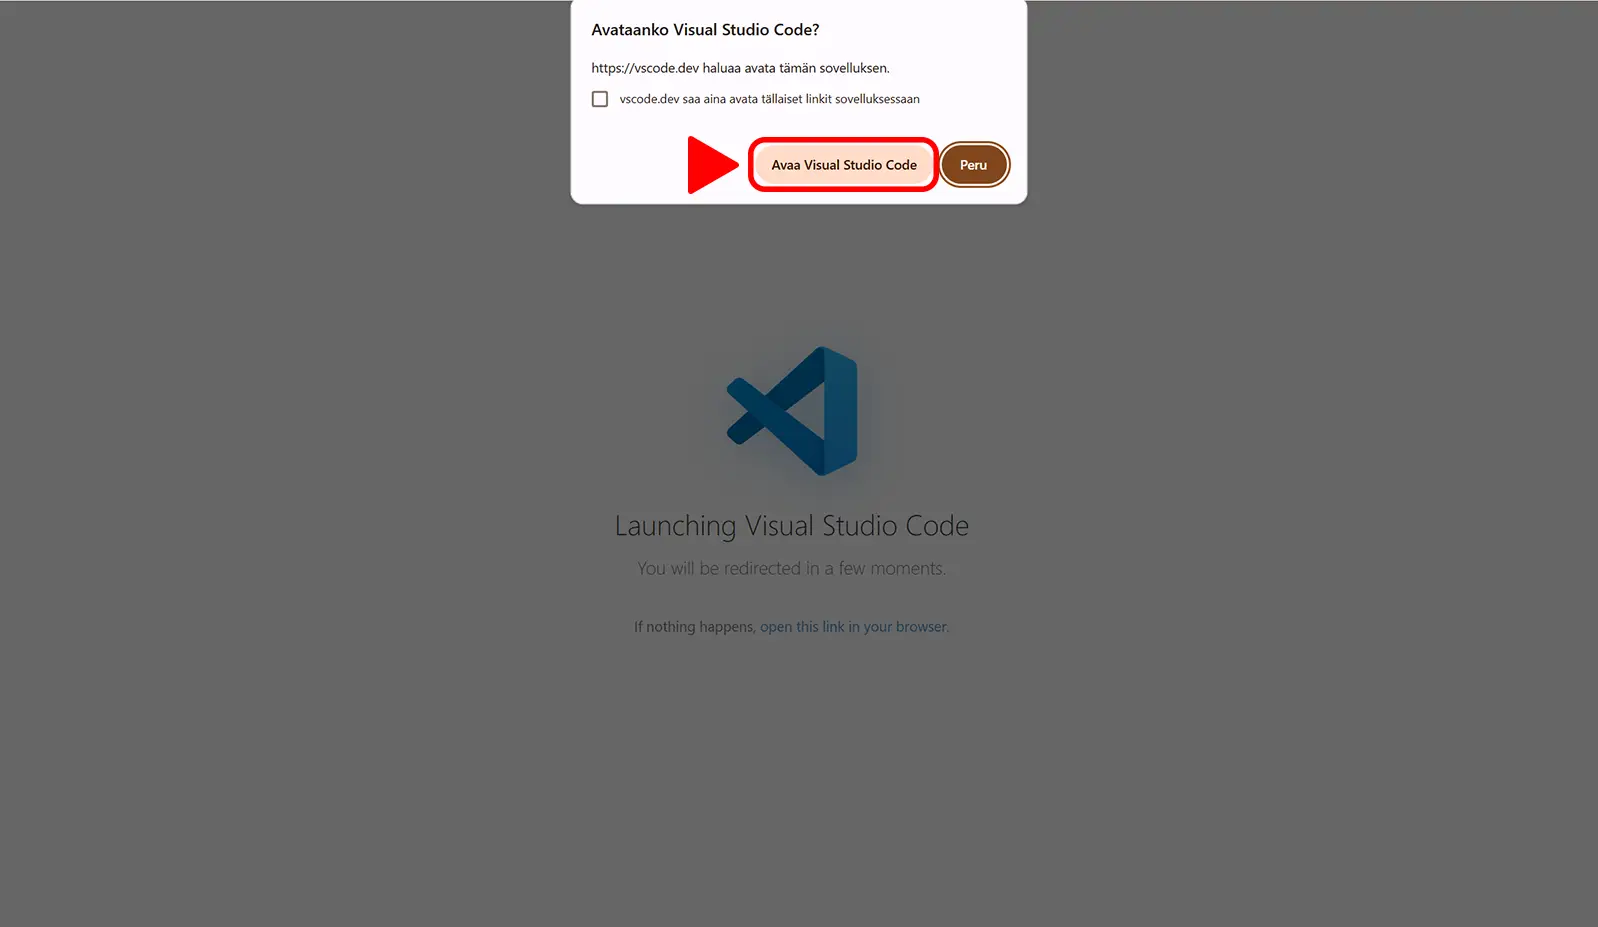 Avataanko Visual Studio Code?
https://vscode.dev haluaa avata tämän sovelluksen.
vscode.dev saa aina avata tällaiset linkit sovelluksessaan
Avaa Visual Studio Code
Peru
Launching Visual Studio Code
You will be redirected in a few moments.
If nothing happens, open this link in your browser.